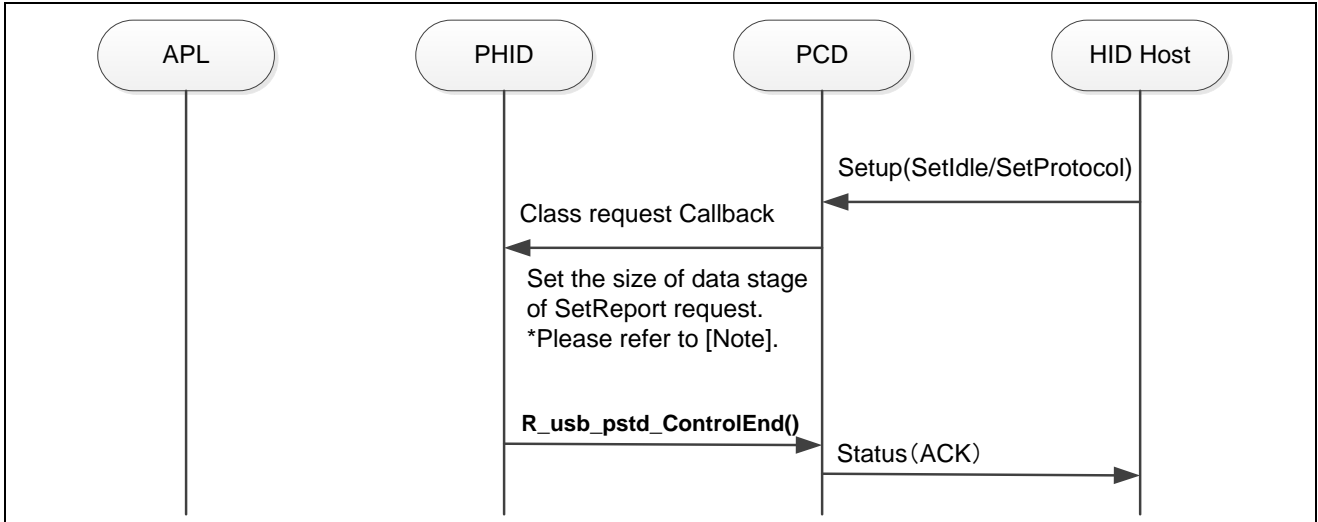 APL
PHID
PCD
HID Host
Setup(SetIdle/SetProtocol)
Class request Callback
Set the size of data stage
of SetReport request.
*Please refer to [Note].
R_usb_pstd_ControlEnd()
Status（ACK）